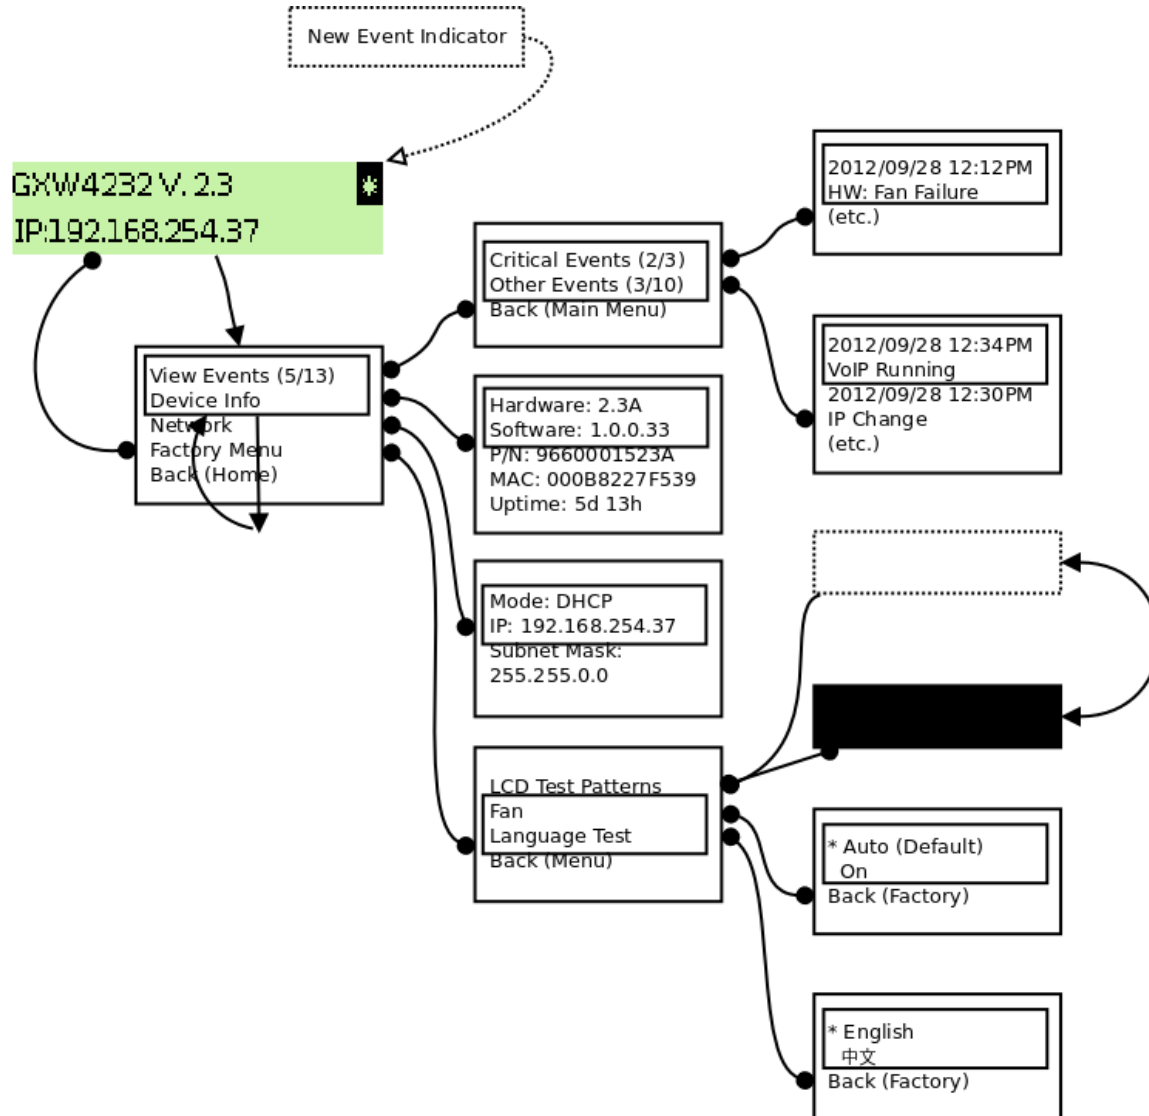 New Event Indicator
GXW4232 V. 2.3 *
IP:192.168.254.37
View Events (5/13)
Device Info
Network
Factory Menu
Back (Home)
Critical Events (2/3)
Other Events (3/10)
Back (Main Menu)
2012/09/28 12:12PM
HW: Fan Failure
(etc.)
2012/09/28 12:34PM
VoIP Running
2012/09/28 12:30PM
IP Change
(etc.)
Hardware: 2.3A
Software: 1.0.0.33
P/N: 9660001523A
MAC: 000B8227F539
Uptime: 5d 13h
Mode: DHCP
IP: 192.168.254.37
Subnet Mask:
255.255.0.0
LCD Test Patterns
Fan
Language Test
Back (Menu)
* Auto (Default)
On
Back (Factory)
* English
中文
Back (Factory)